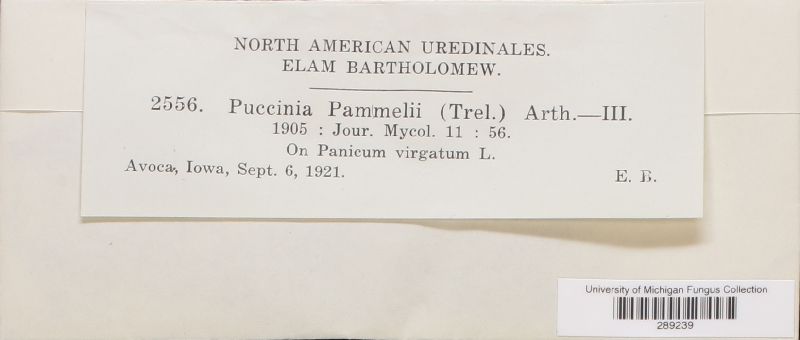 NORTH AMERICAN UREDINALES.
ELAM BARTHOLOMEW.
2556. Puccinia Pammelii (Trel.) Arth.—III.
1905 : Jour. Mycol. 11 : 56.
On Panicum virgatum L.
Avoca, Iowa, Sept. 6, 1921. E. B.
University of Michigan Fungus Collection
289239